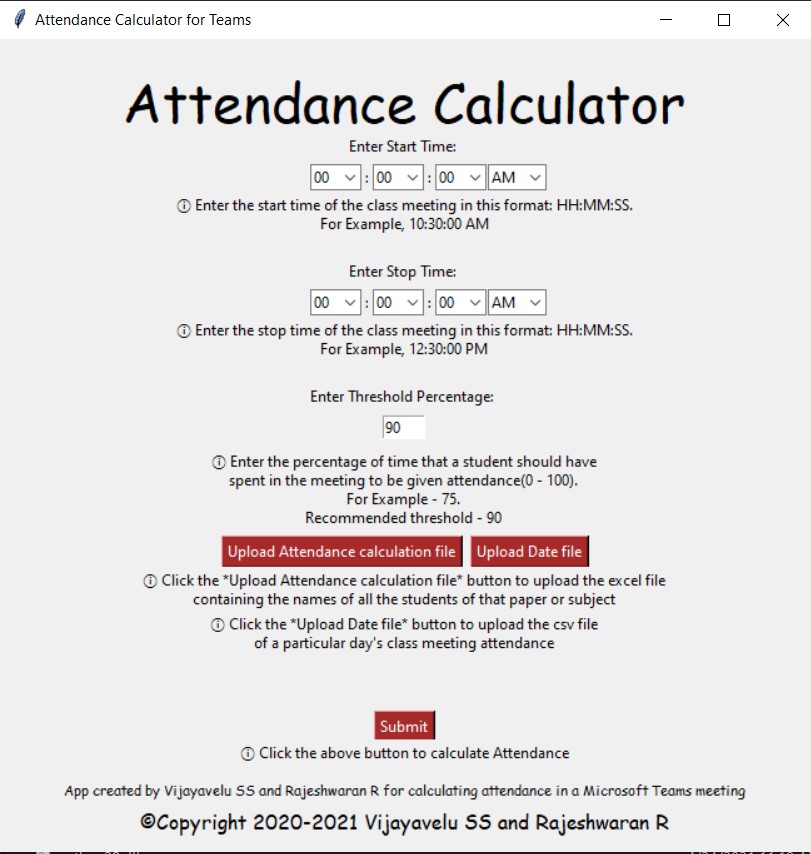 Attendance Calculator for Teams
Attendance Calculator
Enter Start Time:
00 : 00 : 00 AM
ⓘ Enter the start time of the class meeting in this format: HH:MM:SS.
For Example, 10:30:00 AM
Enter Stop Time:
00 : 00 : 00 AM
ⓘ Enter the stop time of the class meeting in this format: HH:MM:SS.
For Example, 12:30:00 PM
Enter Threshold Percentage:
90
ⓘ Enter the percentage of time that a student should have
spent in the meeting to be given attendance(0 - 100).
For Example - 75.
Recommended threshold - 90
Upload Attendance calculation file Upload Date file
ⓘ Click the *Upload Attendance calculation file* button to upload the excel file
containing the names of all the students of that paper or subject
ⓘ Click the *Upload Date file* button to upload the csv file
of a particular day's class meeting attendance
Submit
ⓘ Click the above button to calculate Attendance
App created by Vijayavelu SS and Rajeshwaran R for calculating attendance in a Microsoft Teams meeting
©Copyright 2020-2021 Vijayavelu SS and Rajeshwaran R